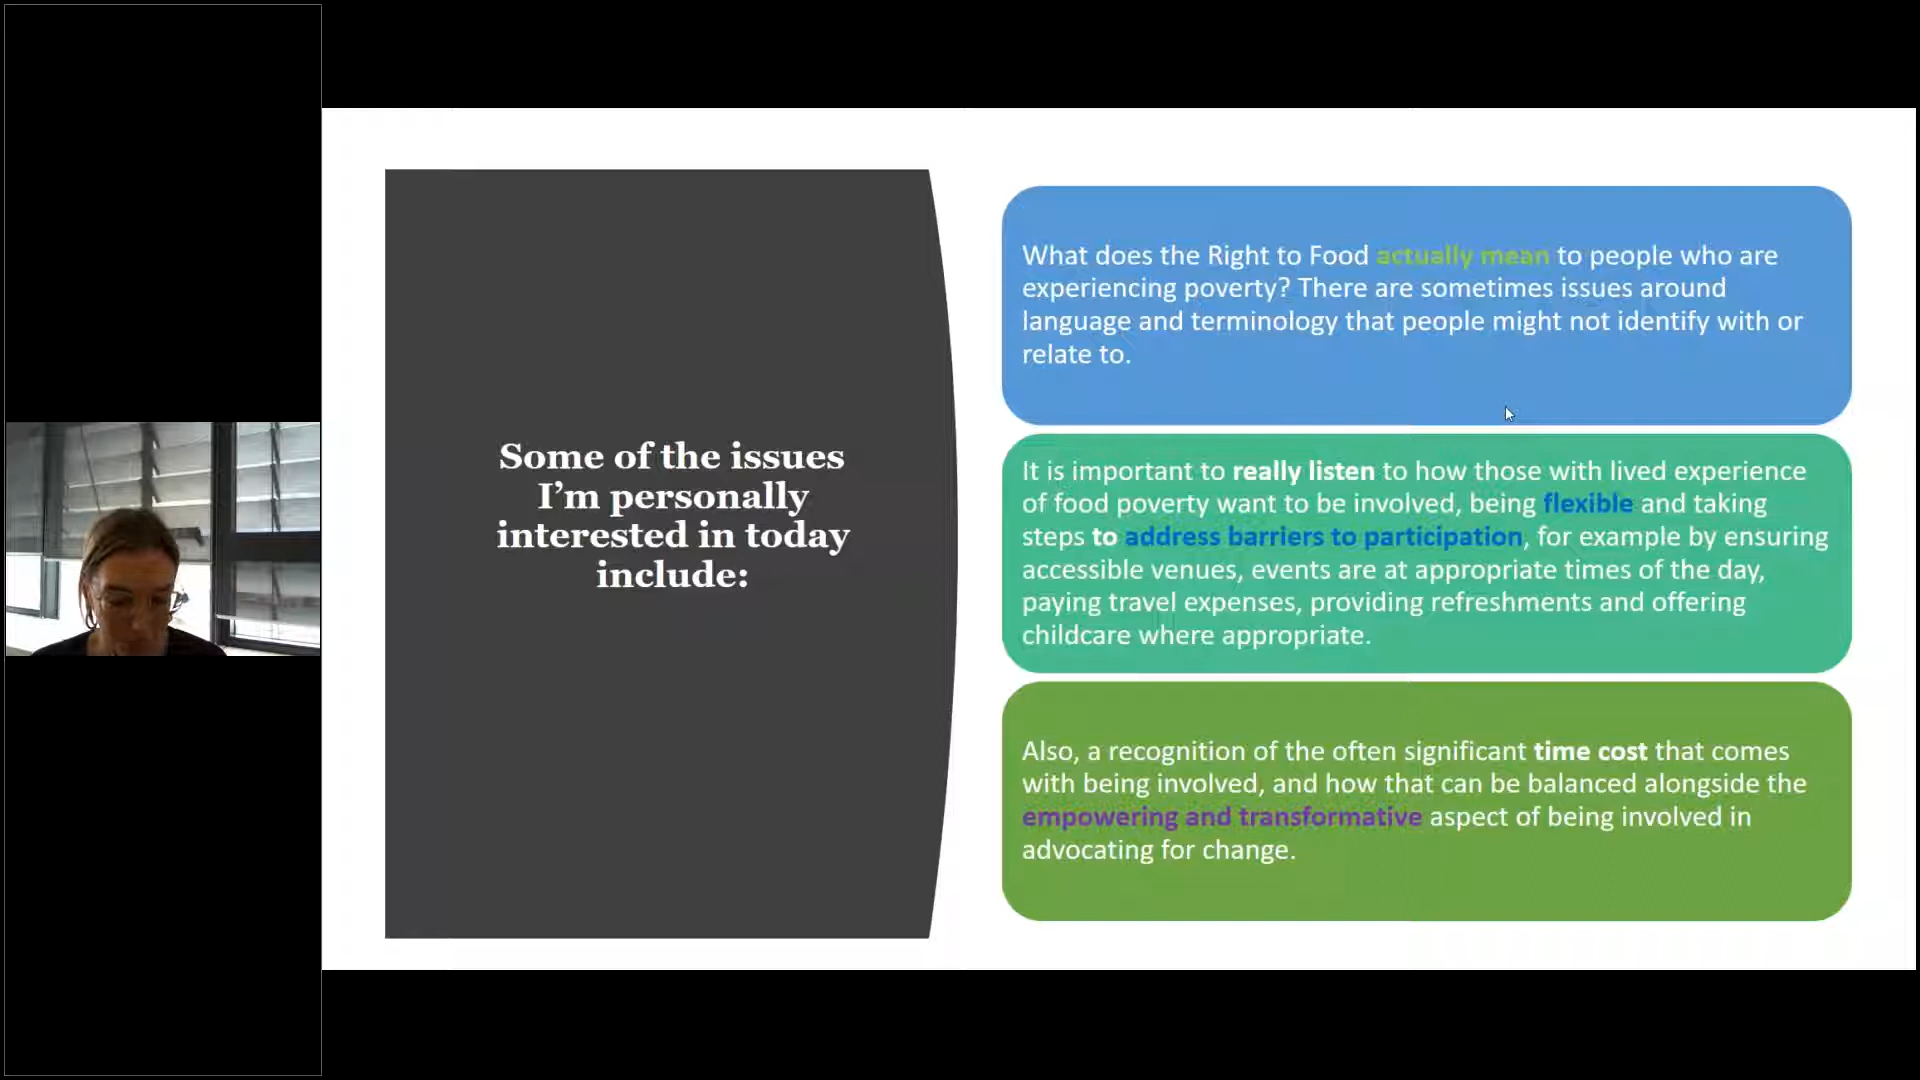 Some of the issues
I’m personally
interested in today
include:
What does the Right to Food actually mean to people who are
experiencing poverty? There are sometimes issues around
language and terminology that people might not identify with or
relate to.
It is important to really listen to how those with lived experience
of food poverty want to be involved, being flexible and taking
steps to address barriers to participation, for example by ensuring
accessible venues, events are at appropriate times of the day,
paying travel expenses, providing refreshments and offering
childcare where appropriate.
Also, a recognition of the often significant time cost that comes
with being involved, and how that can be balanced alongside the
empowering and transformative aspect of being involved in
advocating for change.